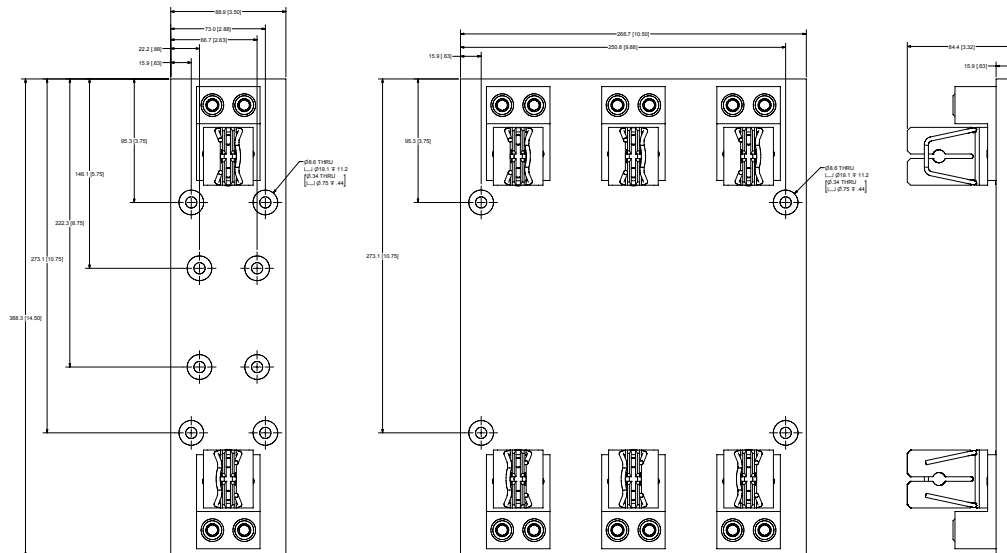 88.9 [3.50]
73.0 [2.88]
66.7 [2.63]
22.2 [.88]
15.9 [.63]
95.3 [3.75]
146.1 [5.75]
222.3 [8.75]
273.1 [10.75]
368.3 [14.50]
Ø8.6 THRU
⌴ Ø19.1 ↧ 11.2
Ø.34 THRU
⌴ Ø.75 ↧ .44
266.7 [10.50]
250.8 [9.88]
15.9 [.63]
95.3 [3.75]
273.1 [10.75]
Ø8.6 THRU
⌴ Ø19.1 ↧ 11.2
Ø.34 THRU
⌴ Ø.75 ↧ .44
84.4 [3.32]
15.9 [.63]